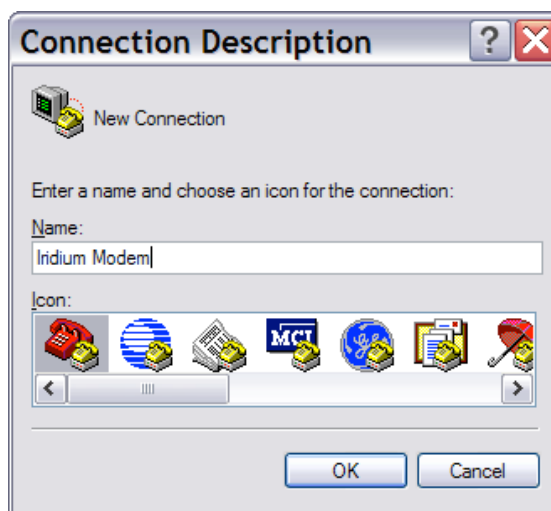 Connection Description
New Connection
Enter a name and choose an icon for the connection:
Name:
Iridium Modem
Icon:
MCI
OK
Cancel